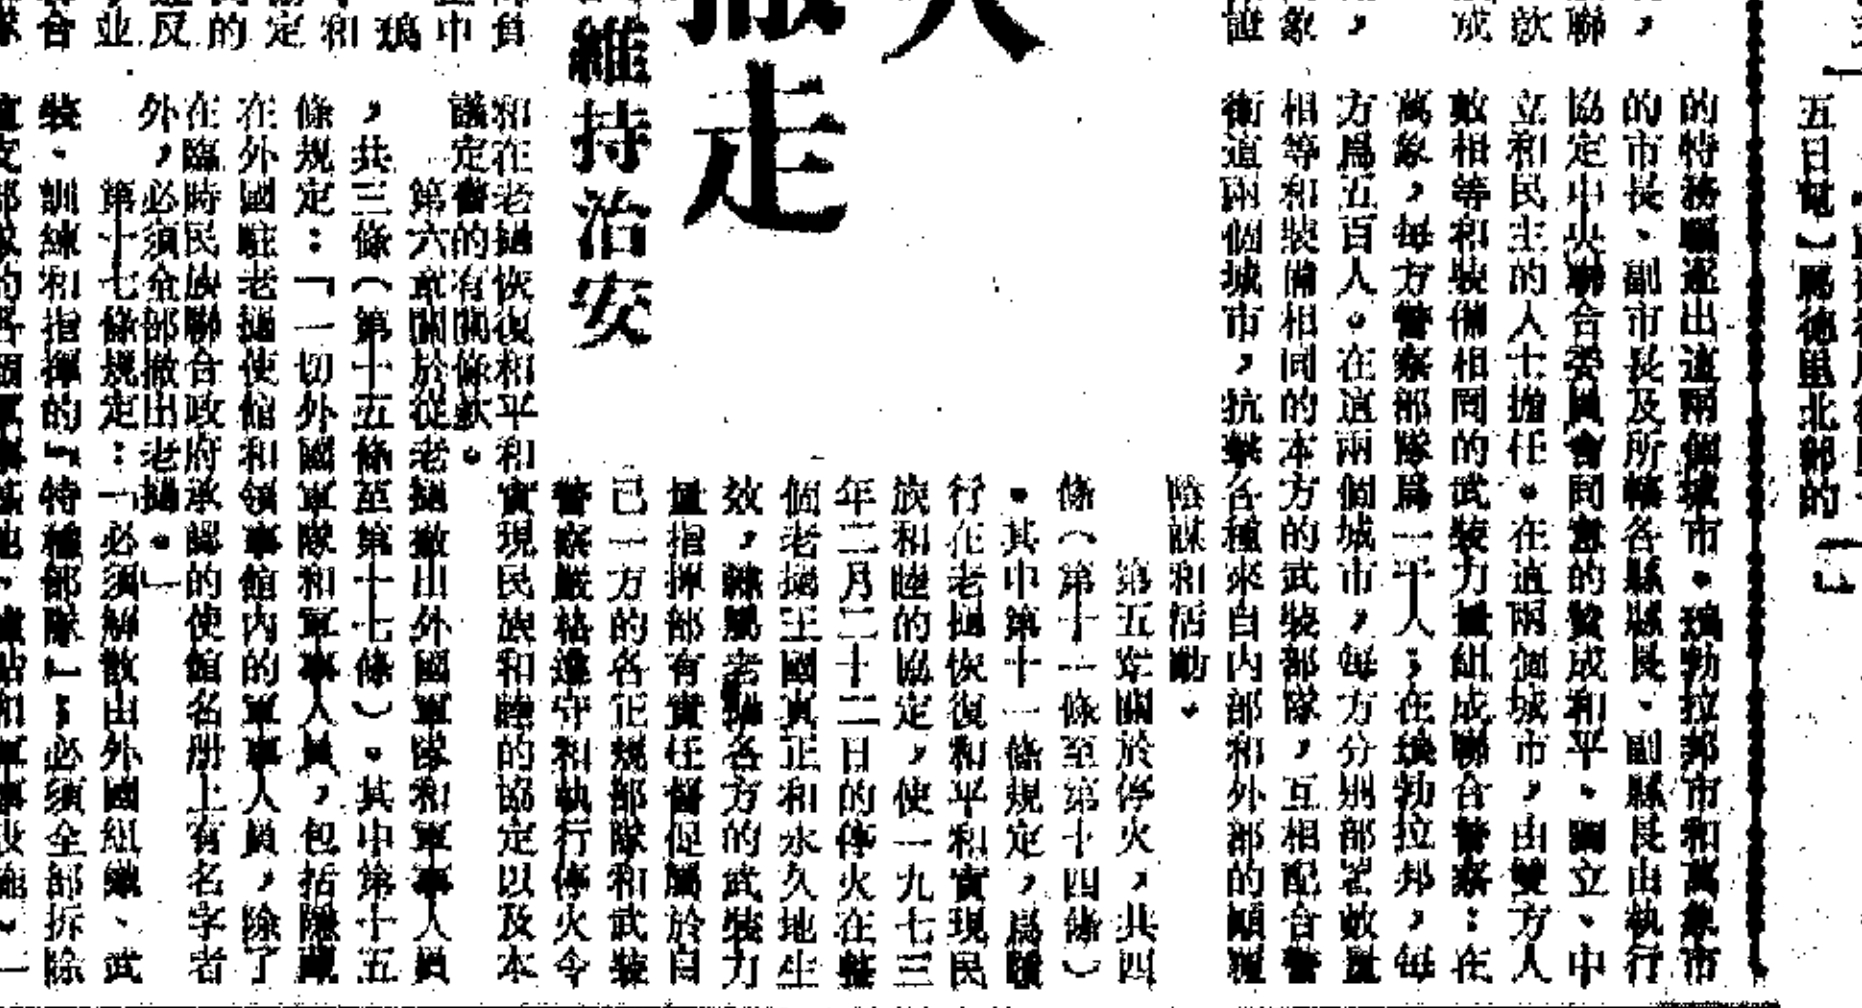 五日電】馬德里北部的【
，聯款成
，象證
的特務驅逐出這兩個城市。琅勃拉邦市和萬象市
的市長、副市長及所轄各縣縣長、副縣長由執行
協定中央聯合委員會同意的贊成和平、獨立、中
立和民主的人士擔任。在這兩個城市，由雙方人
數相等和裝備相同的武裝力量組成聯合警察：在
萬象，每方警察部隊爲一千人；在琅勃拉邦，每
方爲五百人。在這兩個城市，每方分別部署數量
相等和裝備相同的本方的武裝部隊，互相配合警
衛這兩個城市，抗擊各種來自內部和外部的顛覆
陰謀和活動。
第五章關於停火，共四
條（第十一條至第十四條）
。其中第十一條規定，爲履
行在老撾恢復和平和實現民
族和睦的協定，使一九七三
年二月二十二日的停火在整
個老撾王國真正和永久地生
效，隸屬老撾各方的武裝力
量指揮部有責任督促屬於自
已一方的各正規部隊和武裝
警察嚴格遵守和執行停火令
人
撤走
維持治安
和在老撾恢復和平和實現民族和睦的協定以及本
議定書的有關條款。
第六章關於從老撾撤出外國軍隊和軍事人員
，共三條（第十五條至第十七條）。其中第十五
條規定：「一切外國軍隊和軍事人員，包括隱藏
在外國駐老撾使館和領事館內的軍事人員，除了
在臨時民族聯合政府承認的使館名册上有名字者
外，必須全部撤出老撾。」
第十七條規定：「必須解散由外國組織、武
裝、訓練和指揮的『特種部隊』；必須全部拆除